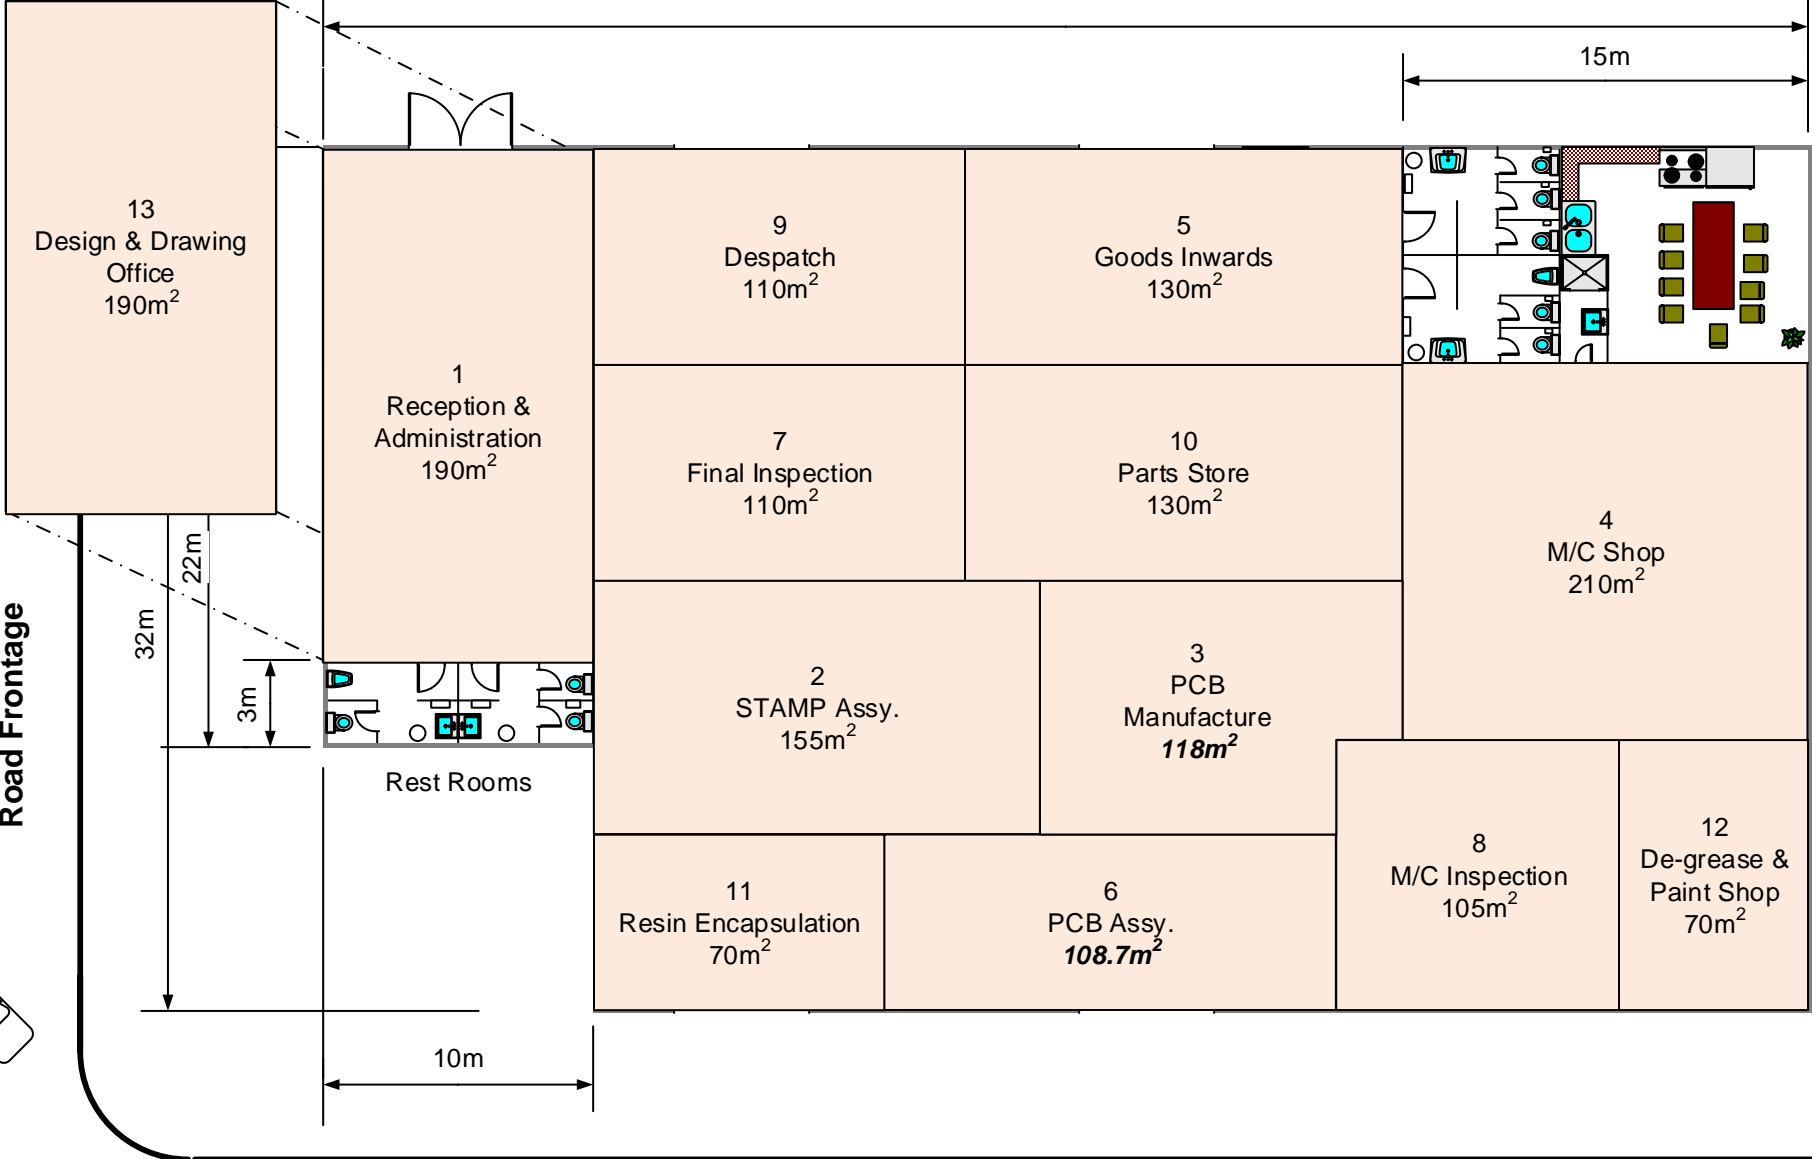 15m
13
Design & Drawing
Office
190m²
9
Despatch
110m²
5
Goods Inwards
130m²
1
Reception &
Administration
190m²
7
Final Inspection
110m²
10
Parts Store
130m²
4
M/C Shop
210m²
22m
32m
3m
Road Frontage
2
STAMP Assy.
155m²
3
PCB
Manufacture
118m²
Rest Rooms
11
Resin Encapsulation
70m²
6
PCB Assy.
108.7m²
8
M/C Inspection
105m²
12
De-grease &
Paint Shop
70m²
10m